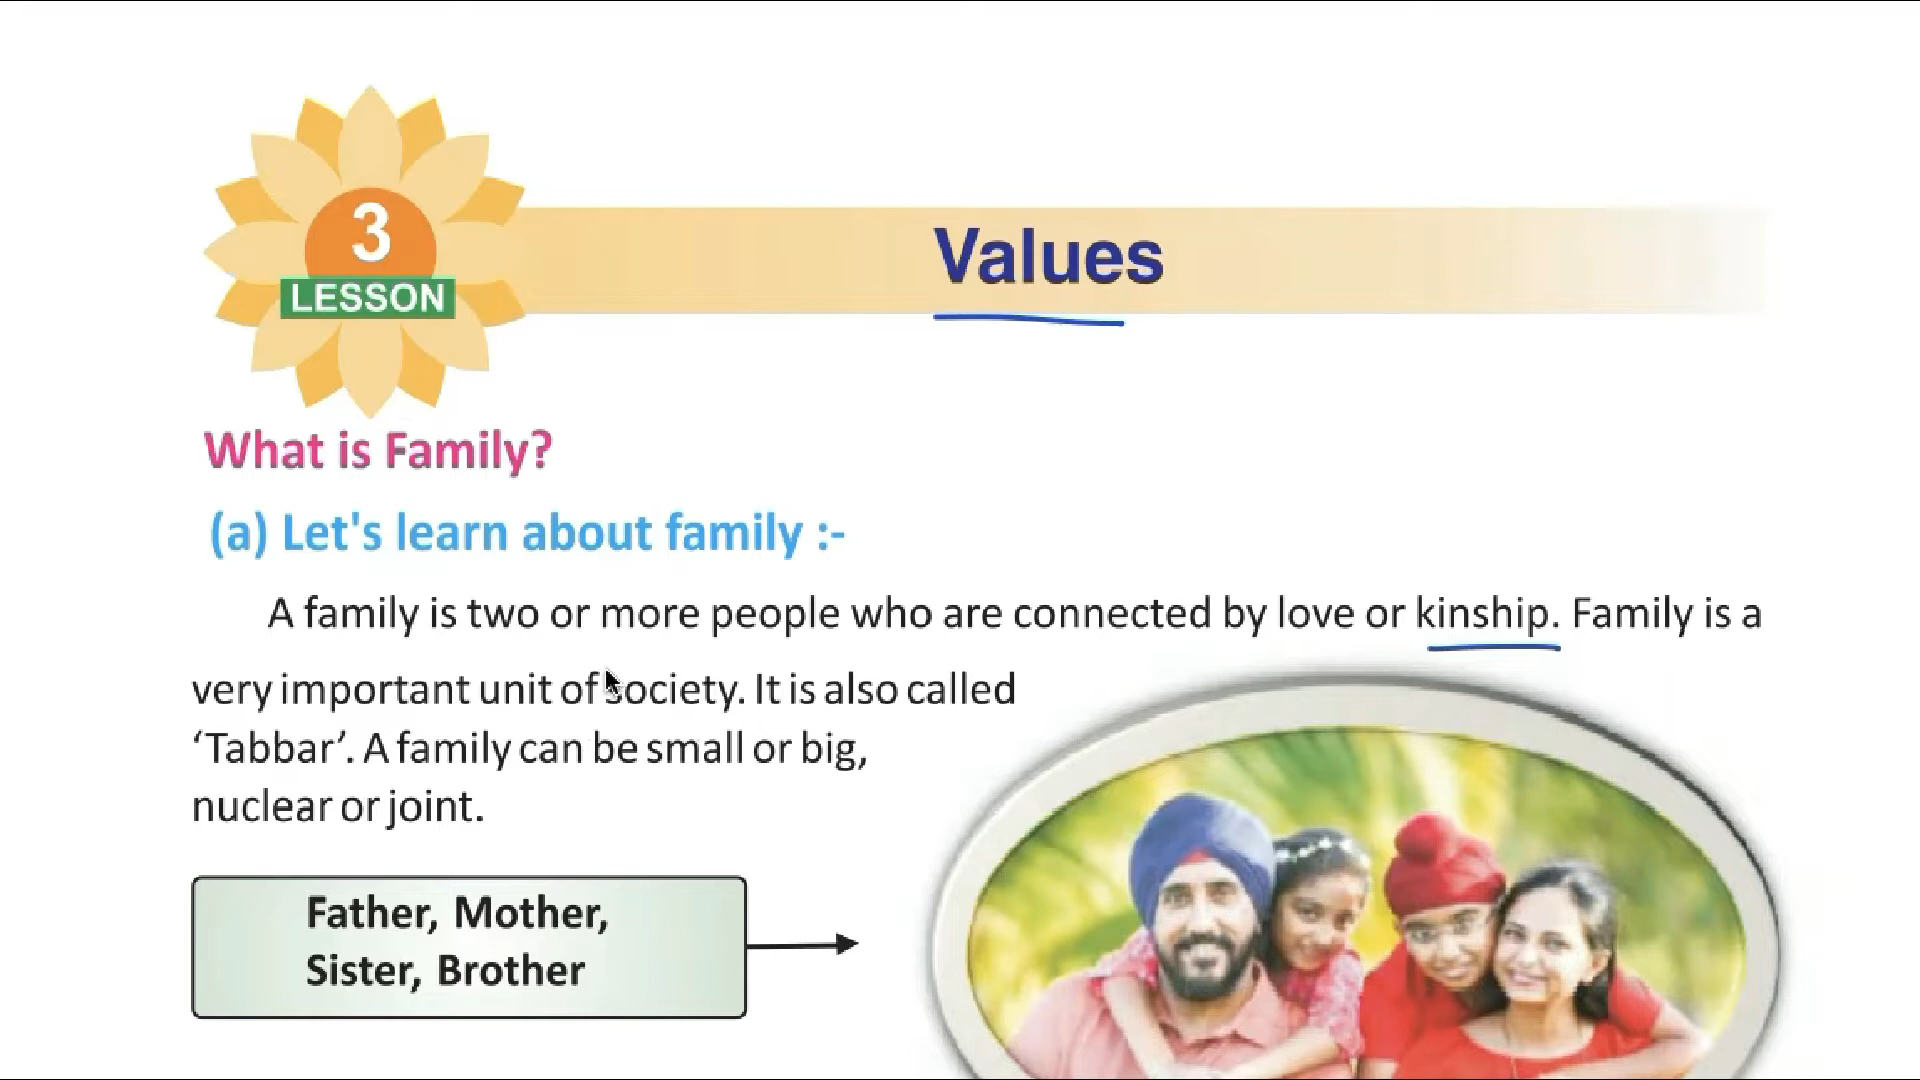 3
LESSON
Values
What is Family?
(a) Let's learn about family :-
A family is two or more people who are connected by love or kinship. Family is a
very important unit of society. It is also called
‘Tabbar’. A family can be small or big,
nuclear or joint.
Father, Mother,
Sister, Brother